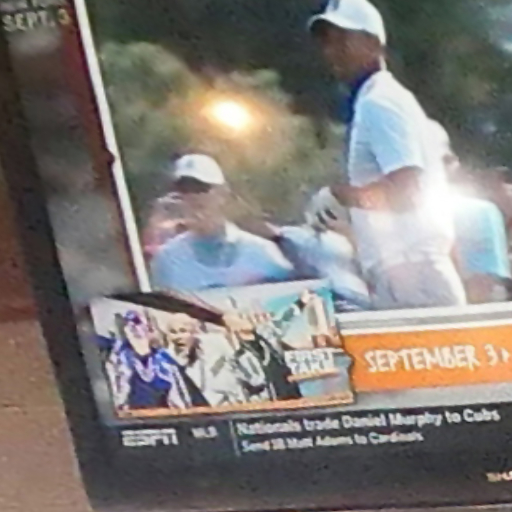 SEPT. 3
FIRST
TAKE
SEPTEMBER 3
ESPN MLB Nationals trade Daniel Murphy to Cubs
Send 1B Matt Adams to Cardinals